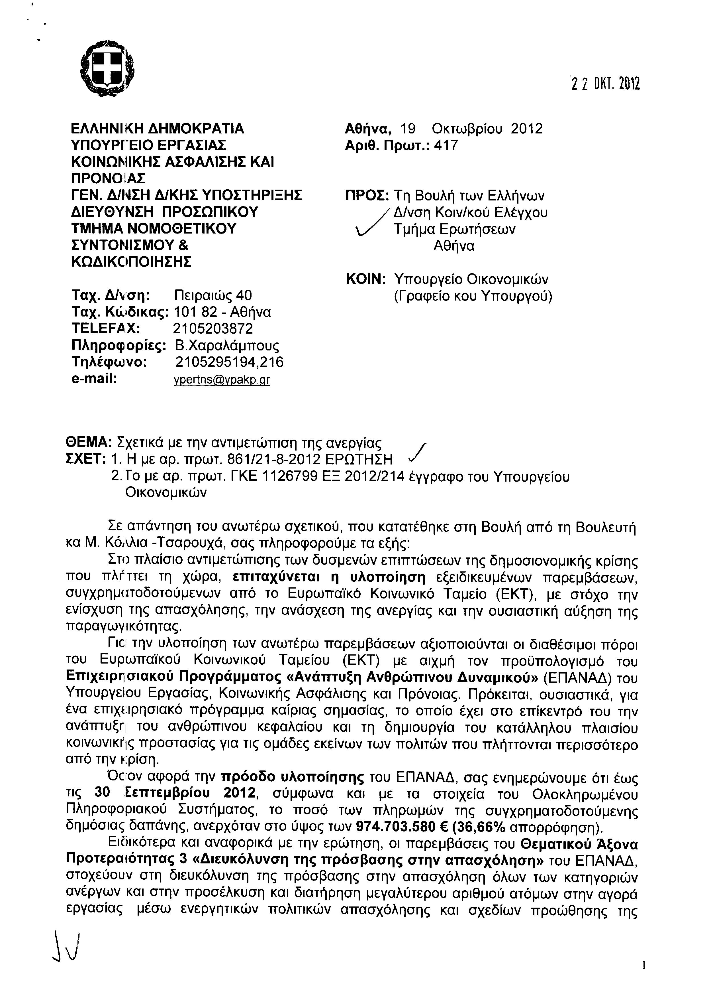 22 ΟΚΤ. 2012
ΕΛΛΗΝΙΚΗ ΔΗΜΟΚΡΑΤΙΑ
ΥΠΟΥΡΓΕΙΟ ΕΡΓΑΣΙΑΣ
ΚΟΙΝΩΝΙΚΗΣ ΑΣΦΑΛΙΣΗΣ ΚΑΙ
ΠΡΟΝΟΙΑΣ
ΓΕΝ. Δ/ΝΣΗ Δ/ΚΗΣ ΥΠΟΣΤΗΡΙΞΗΣ
ΔΙΕΥΘΥΝΣΗ ΠΡΟΣΩΠΙΚΟΥ
ΤΜΗΜΑ ΝΟΜΟΘΕΤΙΚΟΥ
ΣΥΝΤΟΝΙΣΜΟΥ &
ΚΩΔΙΚΟΠΟΙΗΣΗΣ
Ταχ. Δ/νση: Πειραιώς 40
Ταχ. Κώδικας: 101 82 - Αθήνα
TELEFAX: 2105203872
Πληροφορίες: Β.Χαραλάμπους
Τηλέφωνο: 2105295194,216
e-mail: ypertns@ypakp.gr
Αθήνα, 19 Οκτωβρίου 2012
Αριθ. Πρωτ.: 417
ΠΡΟΣ: Τη Βουλή των Ελλήνων
Δ/νση Κοιν/κού Ελέγχου
Τμήμα Ερωτήσεων
Αθήνα
ΚΟΙΝ: Υπουργείο Οικονομικών
(Γραφείο κου Υπουργού)
ΘΕΜΑ: Σχετικά με την αντιμετώπιση της ανεργίας
ΣΧΕΤ: 1. Η με αρ. πρωτ. 861/21-8-2012 ΕΡΩΤΗΣΗ
2.Το με αρ. πρωτ. ΓΚΕ 1126799 ΕΞ 2012/214 έγγραφο του Υπουργείου
Οικονομικών
Σε απάντηση του ανωτέρω σχετικού, που κατατέθηκε στη Βουλή από τη Βουλευτή
κα Μ. Κόλλια -Τσαρουχά, σας πληροφορούμε τα εξής:
Στο πλαίσιο αντιμετώπισης των δυσμενών επιπτώσεων της δημοσιονομικής κρίσης
που πλήττει τη χώρα, επιταχύνεται η υλοποίηση εξειδικευμένων παρεμβάσεων,
συγχρηματοδοτούμενων από το Ευρωπαϊκό Κοινωνικό Ταμείο (ΕΚΤ), με στόχο την
ενίσχυση της απασχόλησης, την ανάσχεση της ανεργίας και την ουσιαστική αύξηση της
παραγωγικότητας.
Για την υλοποίηση των ανωτέρω παρεμβάσεων αξιοποιούνται οι διαθέσιμοι πόροι
του Ευρωπαϊκού Κοινωνικού Ταμείου (ΕΚΤ) με αιχμή τον προϋπολογισμό του
Επιχειρησιακού Προγράμματος «Ανάπτυξη Ανθρώπινου Δυναμικού» (ΕΠΑΝΑΔ) του
Υπουργείου Εργασίας, Κοινωνικής Ασφάλισης και Πρόνοιας. Πρόκειται, ουσιαστικά, για
ένα επιχειρησιακό πρόγραμμα καίριας σημασίας, το οποίο έχει στο επίκεντρό του την
ανάπτυξη του ανθρώπινου κεφαλαίου και τη δημιουργία του κατάλληλου πλαισίου
κοινωνικής προστασίας για τις ομάδες εκείνων των πολιτών που πλήττονται περισσότερο
από την κρίση.
Όσον αφορά την πρόοδο υλοποίησης του ΕΠΑΝΑΔ, σας ενημερώνουμε ότι έως
τις 30 Σεπτεμβρίου 2012, σύμφωνα και με τα στοιχεία του Ολοκληρωμένου
Πληροφοριακού Συστήματος, το ποσό των πληρωμών της συγχρηματοδοτούμενης
δημόσιας δαπάνης, ανερχόταν στο ύψος των 974.703.580 € (36,66% απορρόφηση).
Ειδικότερα και αναφορικά με την ερώτηση, οι παρεμβάσεις του Θεματικού Άξονα
Προτεραιότητας 3 «Διευκόλυνση της πρόσβασης στην απασχόληση» του ΕΠΑΝΑΔ,
στοχεύουν στη διευκόλυνση της πρόσβασης στην απασχόληση όλων των κατηγοριών
ανέργων και στην προσέλκυση και διατήρηση μεγαλύτερου αριθμού ατόμων στην αγορά
εργασίας μέσω ενεργητικών πολιτικών απασχόλησης και σχεδίων προώθησης της
1